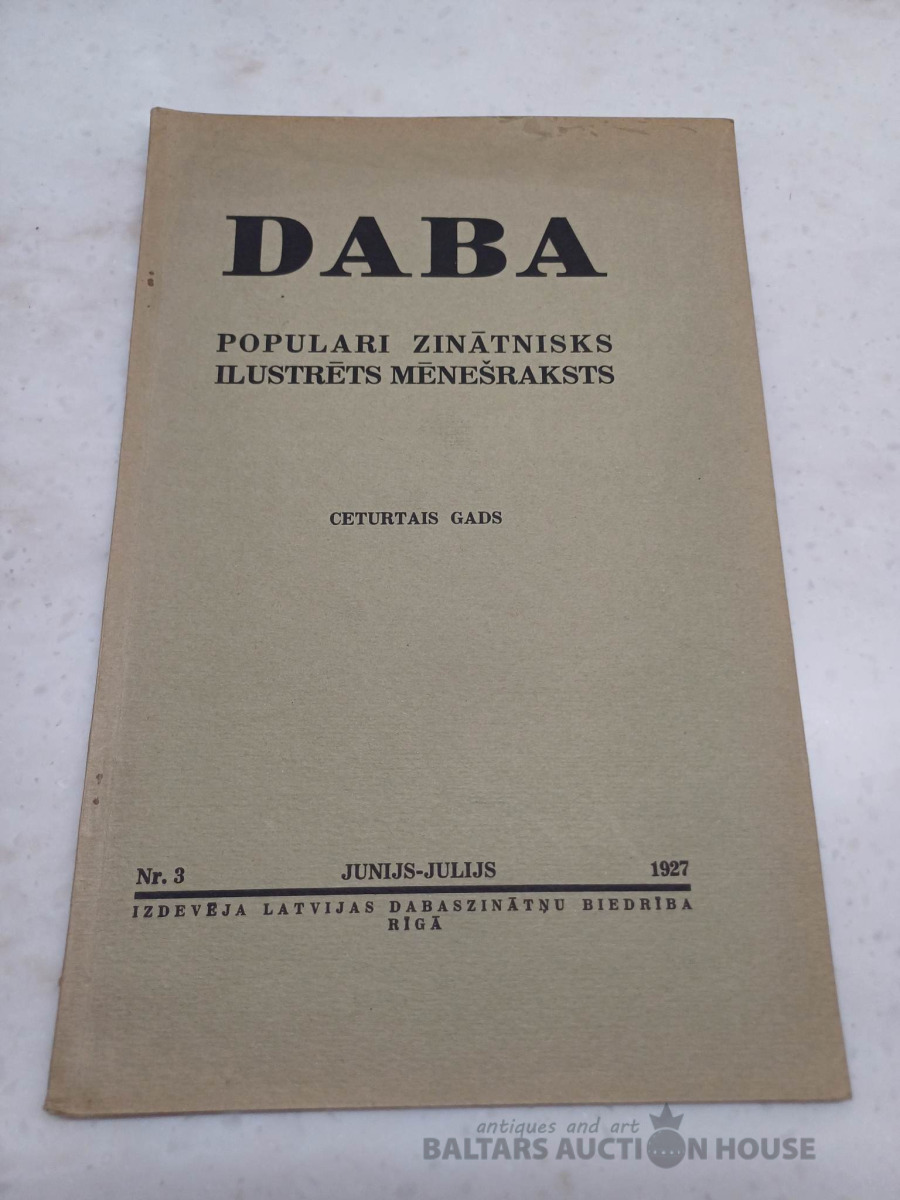 DABA
POPULARI ZINĀTNISKS
ILUSTRĒTS MĒNEŠRAKSTS
CETURTAIS GADS
Nr. 3 JUNIJS-JULIJS 1927
IZDEVĒJA LATVIJAS DABASZINĀTŅU BIEDRĪBA
RĪGĀ
antiques and art
BALTARS AUCTION HOUSE